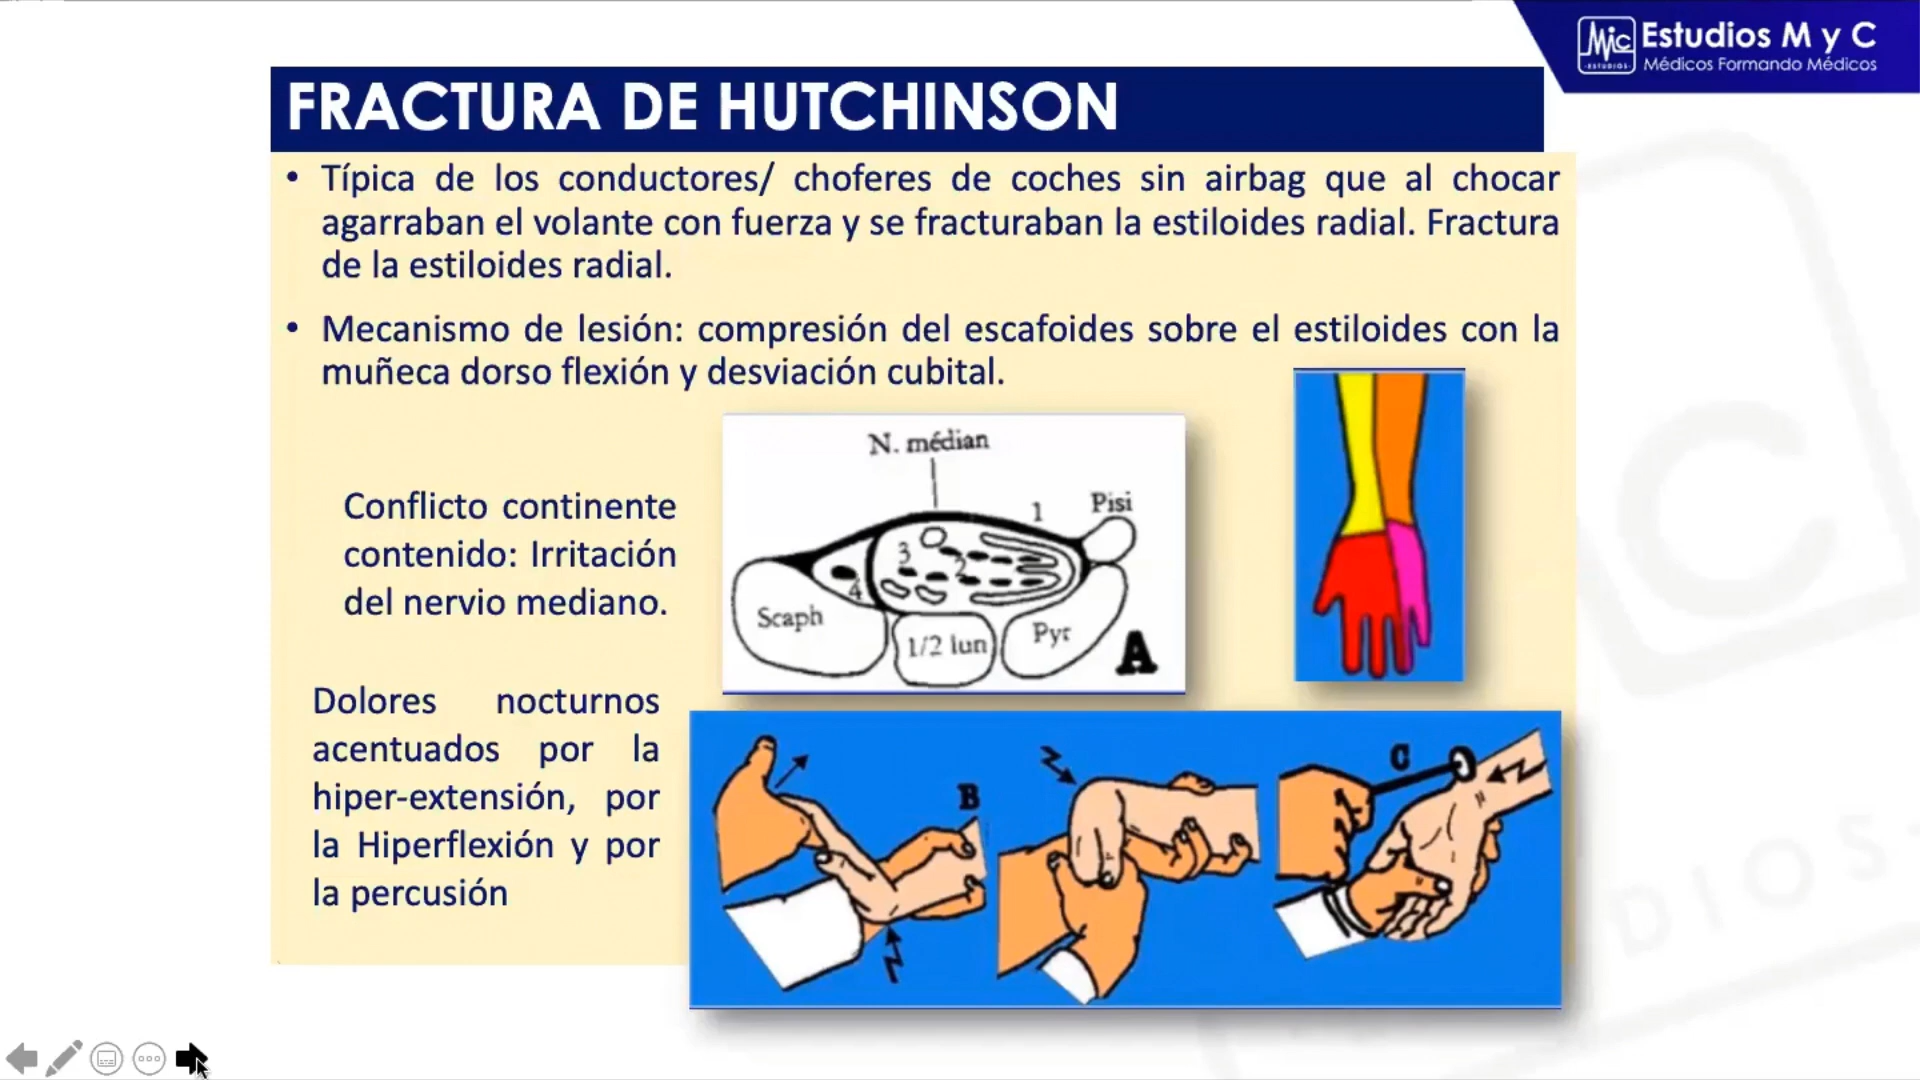 Estudios M y C
Médicos Formando Médicos
FRACTURA DE HUTCHINSON
• Típica de los conductores/ choferes de coches sin airbag que al chocar
agarraban el volante con fuerza y se fracturaban la estiloides radial. Fractura
de la estiloides radial.
• Mecanismo de lesión: compresión del escafoides sobre el estiloides con la
muñeca dorso flexión y desviación cubital.
Conflicto continente
contenido: Irritación
del nervio mediano.
N. médian
1
Pisi
3
2
4
Scaph
1/2 lun
Pyr
A
Dolores nocturnos
acentuados por la
hiper-extensión, por
la Hiperflexión y por
la percusión
B
C
C
DIOS